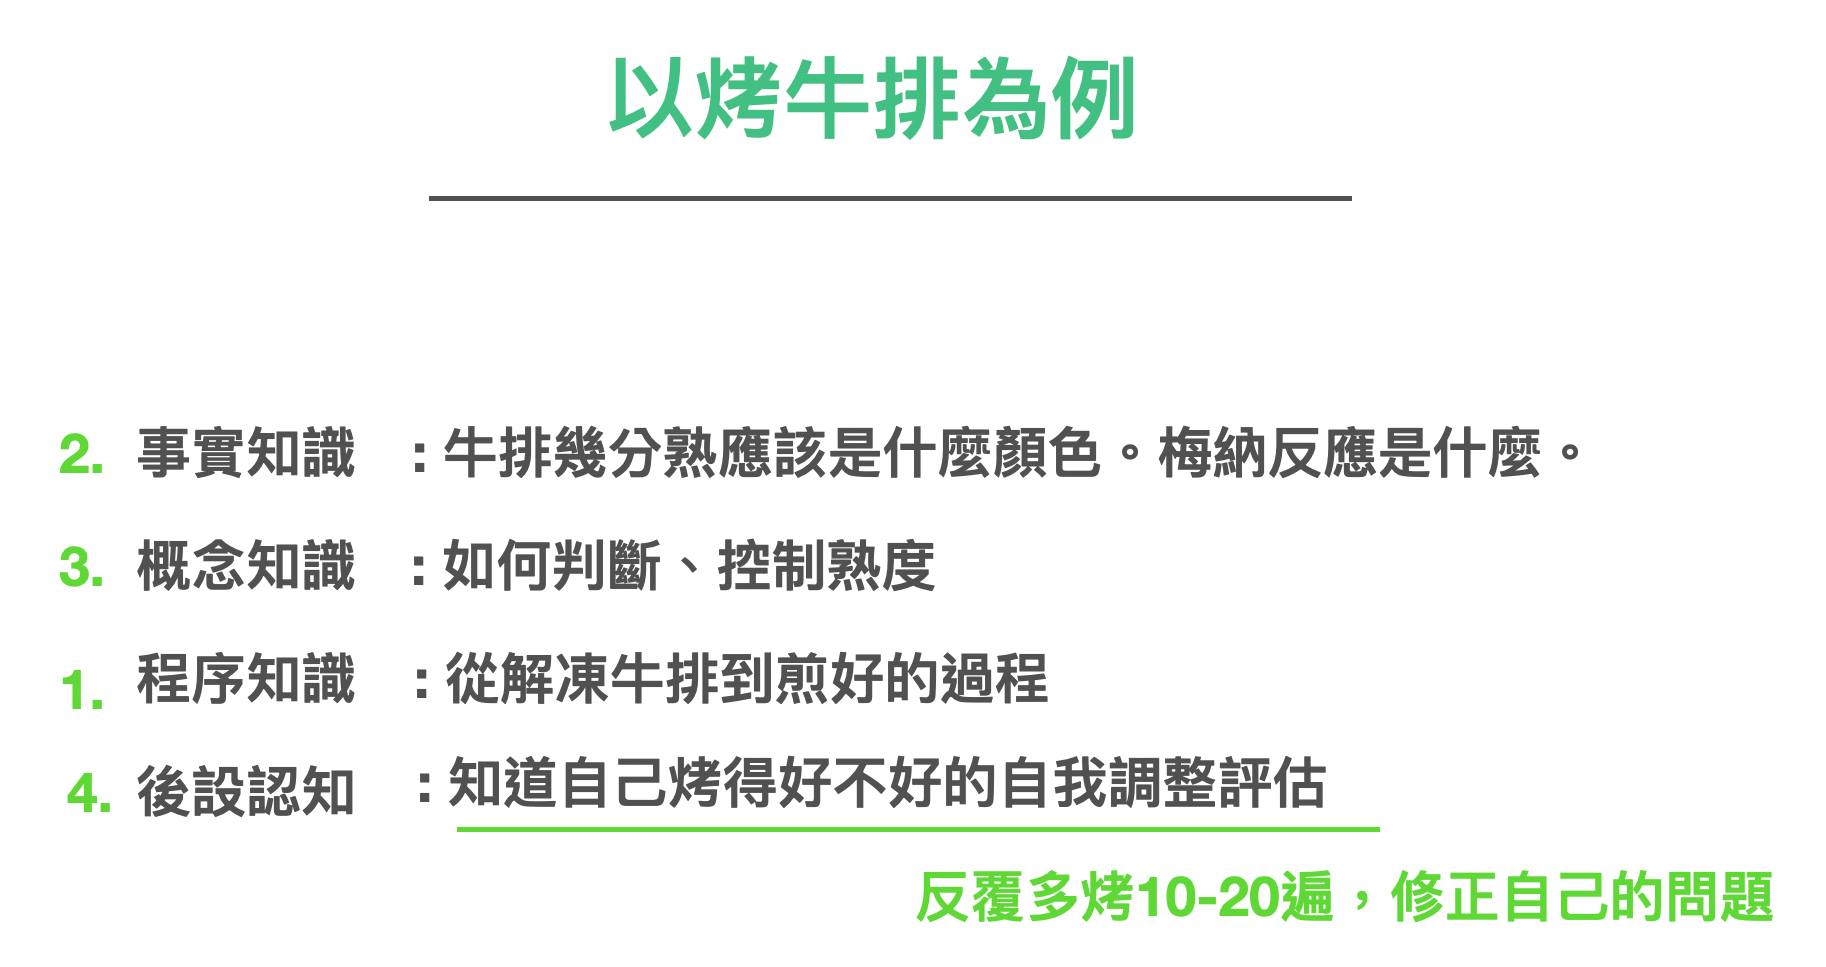 以烤牛排為例
2. 事實知識 : 牛排幾分熟應該是什麼顏色。梅納反應是什麼。
3. 概念知識 : 如何判斷、控制熟度
1. 程序知識 : 從解凍牛排到煎好的過程
4. 後設認知 : 知道自己烤得好不好的自我調整評估
反覆多烤10-20遍，修正自己的問題